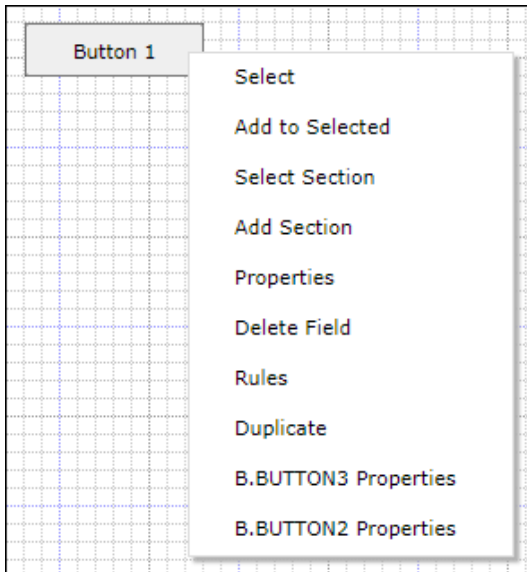 Button 1
Select
Add to Selected
Select Section
Add Section
Properties
Delete Field
Rules
Duplicate
B.BUTTON3 Properties
B.BUTTON2 Properties